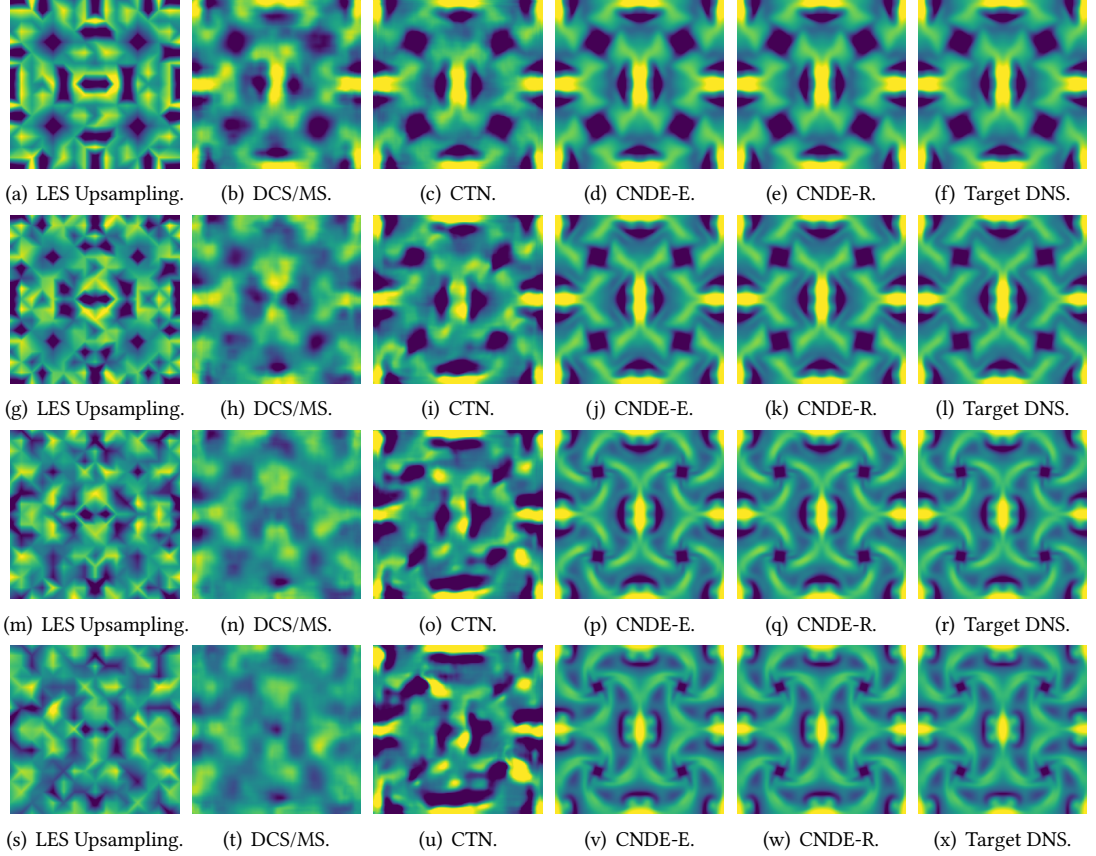 (a) LES Upsampling. (b) DCS/MS. (c) CTN. (d) CNDE-E. (e) CNDE-R. (f) Target DNS.
(g) LES Upsampling. (h) DCS/MS. (i) CTN. (j) CNDE-E. (k) CNDE-R. (l) Target DNS.
(m) LES Upsampling. (n) DCS/MS. (o) CTN. (p) CNDE-E. (q) CNDE-R. (r) Target DNS.
(s) LES Upsampling. (t) DCS/MS. (u) CTN. (v) CNDE-E. (w) CNDE-R. (x) Target DNS.